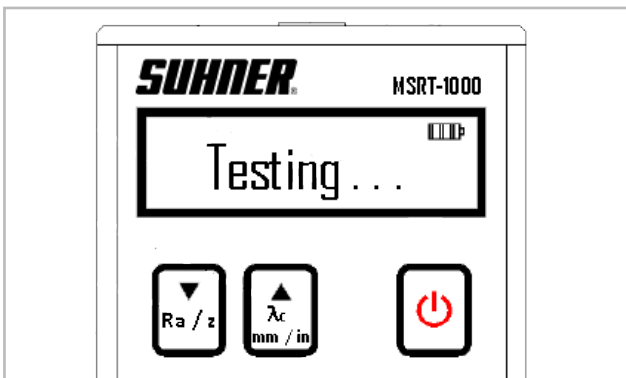 SUHNER®
MSRT-1000
Testing...
▼
Ra / z
▲
λc
mm / in